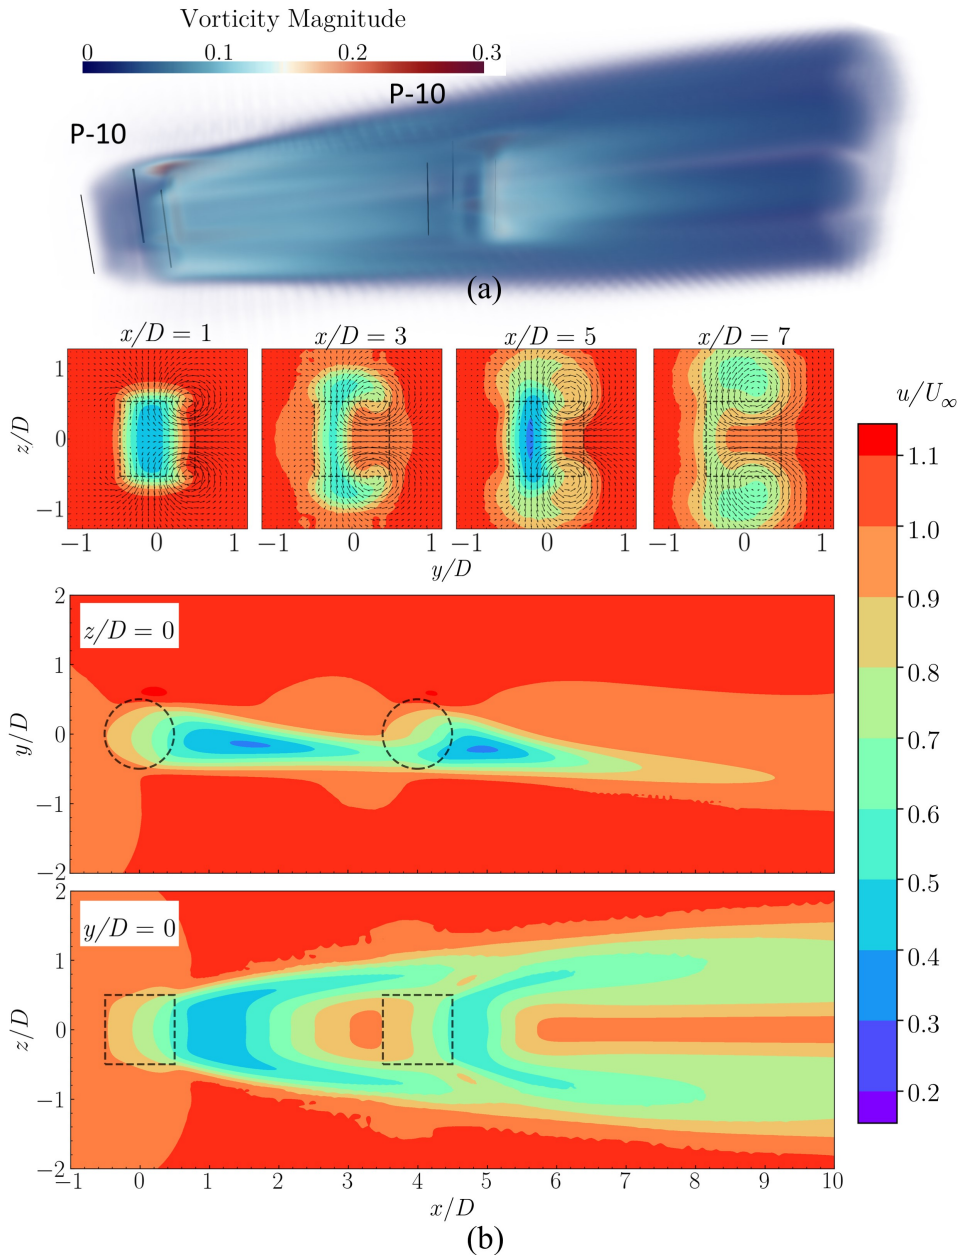 Vorticity Magnitude
0 0.1 0.2 0.3
P-10
P-10
(a)
x/D = 1 x/D = 3 x/D = 5 x/D = 7
z/D
1
0
−1
−1 0 1 −1 0 1 −1 0 1 −1 0 1
y/D
u/U∞
1.1
1.0
0.9
0.8
0.7
0.6
0.5
0.4
0.3
0.2
z/D = 0
y/D
2
1
0
−1
−2
y/D = 0
z/D
2
1
0
−1
−2
−1 0 1 2 3 4 5 6 7 8 9 10
x/D
(b)